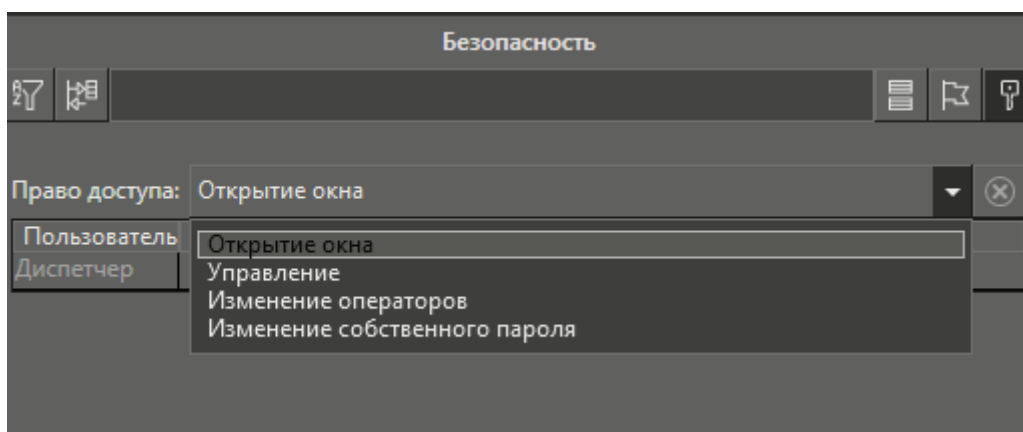 Безопасность
Право доступа: Открытие окна
Пользователь
Открытие окна
Диспетчер
Управление
Изменение операторов
Изменение собственного пароля